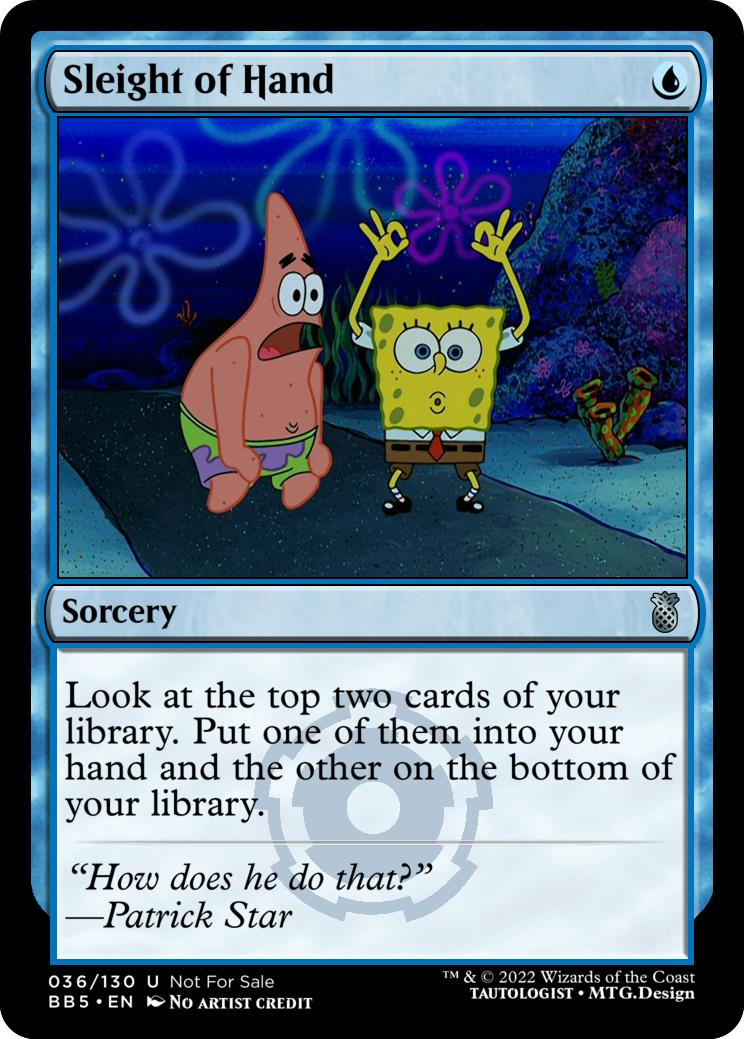 Sleight of Hand
Sorcery
Look at the top two cards of your
library. Put one of them into your
hand and the other on the bottom of
your library.
“How does he do that?”
—Patrick Star
036/130 U Not For Sale
BB5 • EN No artist credit
™ & © 2022 Wizards of the Coast
TAUTOLOGIST • MTG.Design